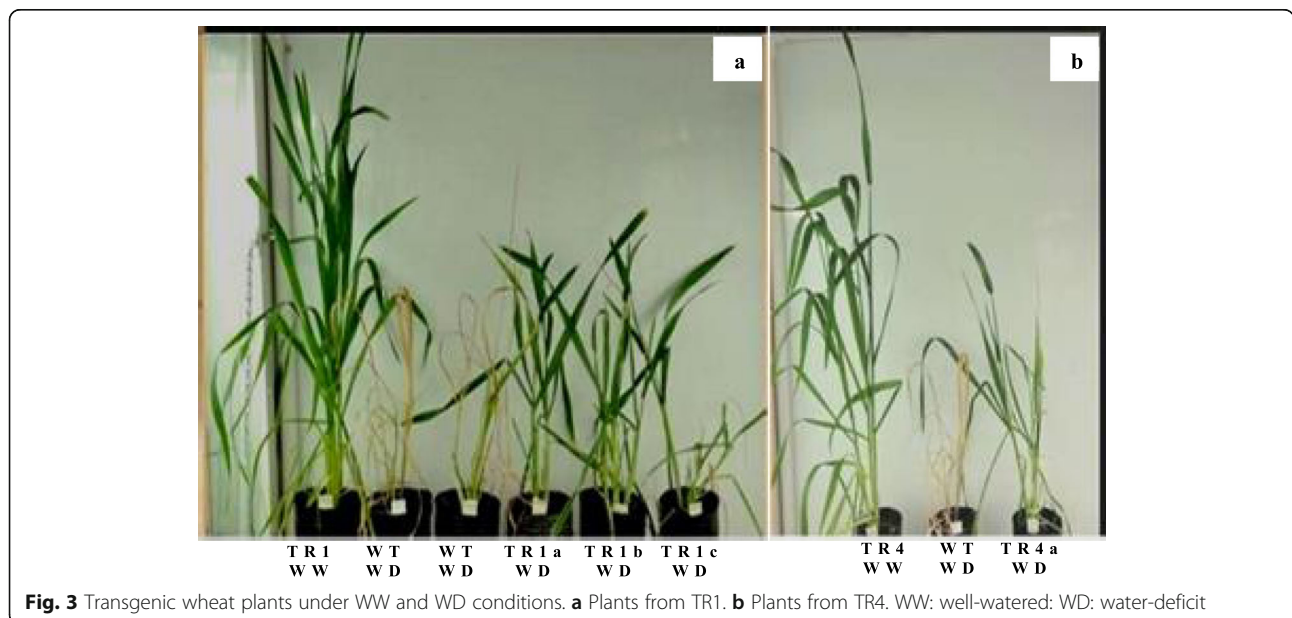 a
b
T R 1 W T W T T R 1 a T R 1 b T R 1 c
W W W D W D W D W D W D
T R 4 W T T R 4 a
W W W D W D
Fig. 3 Transgenic wheat plants under WW and WD conditions. a Plants from TR1. b Plants from TR4. WW: well-watered: WD: water-deficit